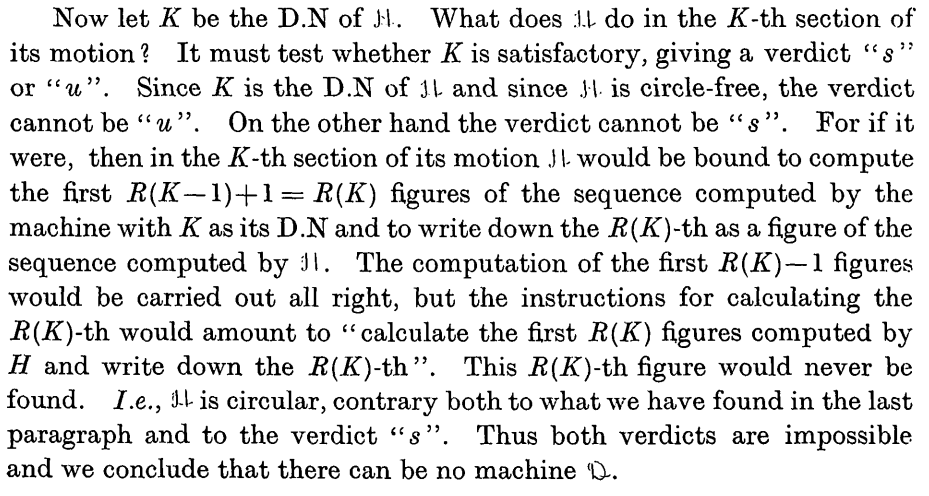 Now let K be the D.N of ℋ. What does ℋ do in the K-th section of
its motion? It must test whether K is satisfactory, giving a verdict "s"
or "u". Since K is the D.N of ℋ and since ℋ is circle-free, the verdict
cannot be "u". On the other hand the verdict cannot be "s". For if it
were, then in the K-th section of its motion ℋ would be bound to compute
the first R(K—1)+1 = R(K) figures of the sequence computed by the
machine with K as its D.N and to write down the R(K)-th as a figure of the
sequence computed by ℋ. The computation of the first R(K)—1 figures
would be carried out all right, but the instructions for calculating the
R(K)-th would amount to "calculate the first R(K) figures computed by
H and write down the R(K)-th". This R(K)-th figure would never be
found. I.e., ℋ is circular, contrary both to what we have found in the last
paragraph and to the verdict "s". Thus both verdicts are impossible
and we conclude that there can be no machine 𝒟.